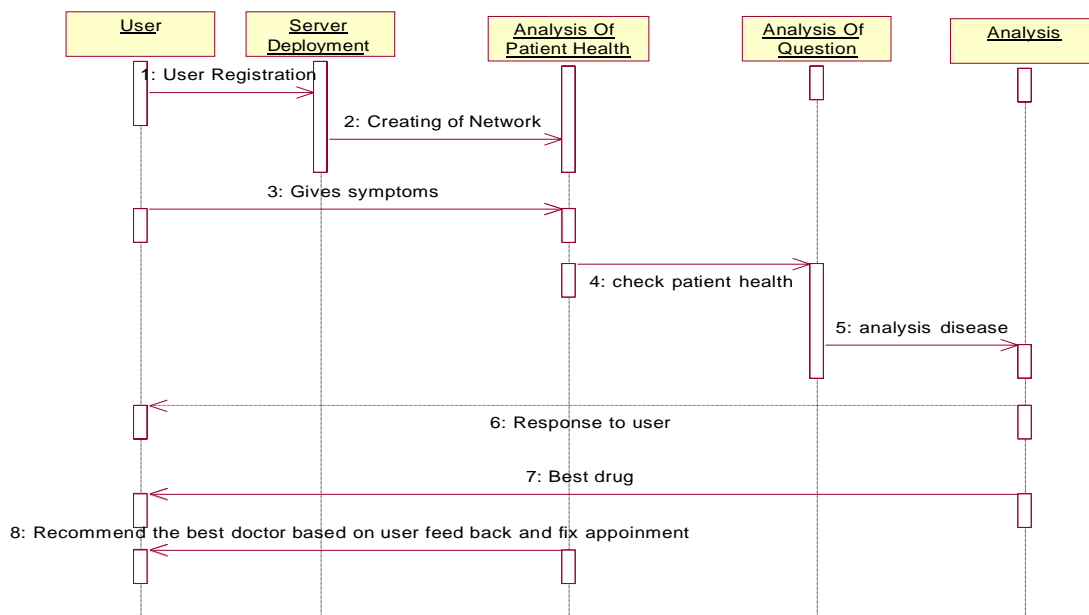 User
Server
Deployment
Analysis Of
Patient Health
Analysis Of
Question
Analysis
1: User Registration
2: Creating of Network
3: Gives symptoms
4: check patient health
5: analysis disease
6: Response to user
7: Best drug
8: Recommend the best doctor based on user feed back and fix appoinment